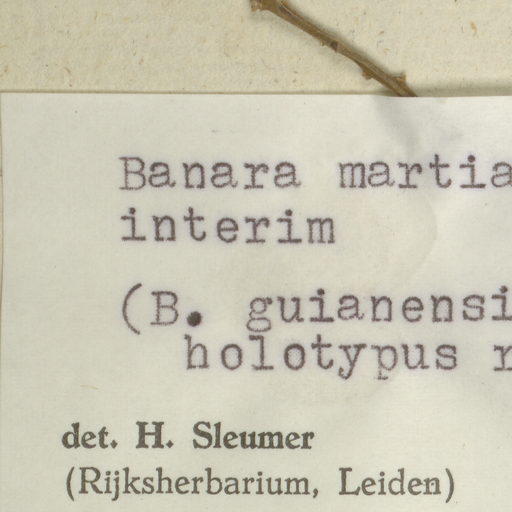 Banara martia
interim
(B. guianensi
holotypus
det. H. Sleumer
(Rijksherbarium, Leiden)